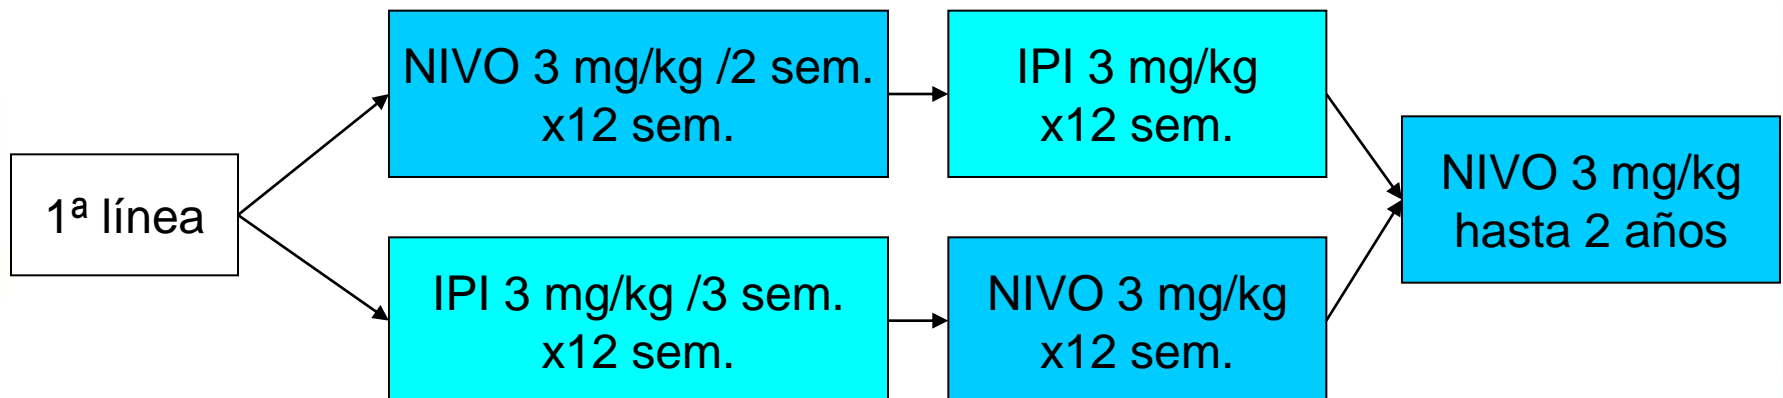 1ª línea
NIVO 3 mg/kg /2 sem.
x12 sem.
IPI 3 mg/kg
x12 sem.
IPI 3 mg/kg /3 sem.
x12 sem.
NIVO 3 mg/kg
x12 sem.
NIVO 3 mg/kg
hasta 2 años